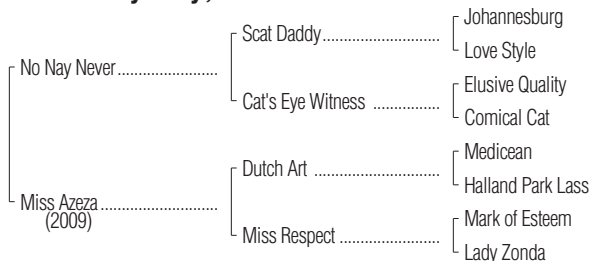 Johannesburg
Scat Daddy
Love Style
No Nay Never
Elusive Quality
Cat's Eye Witness
Comical Cat
Medicean
Dutch Art
Halland Park Lass
Miss Azeza
(2009)
Mark of Esteem
Miss Respect
Lady Zonda